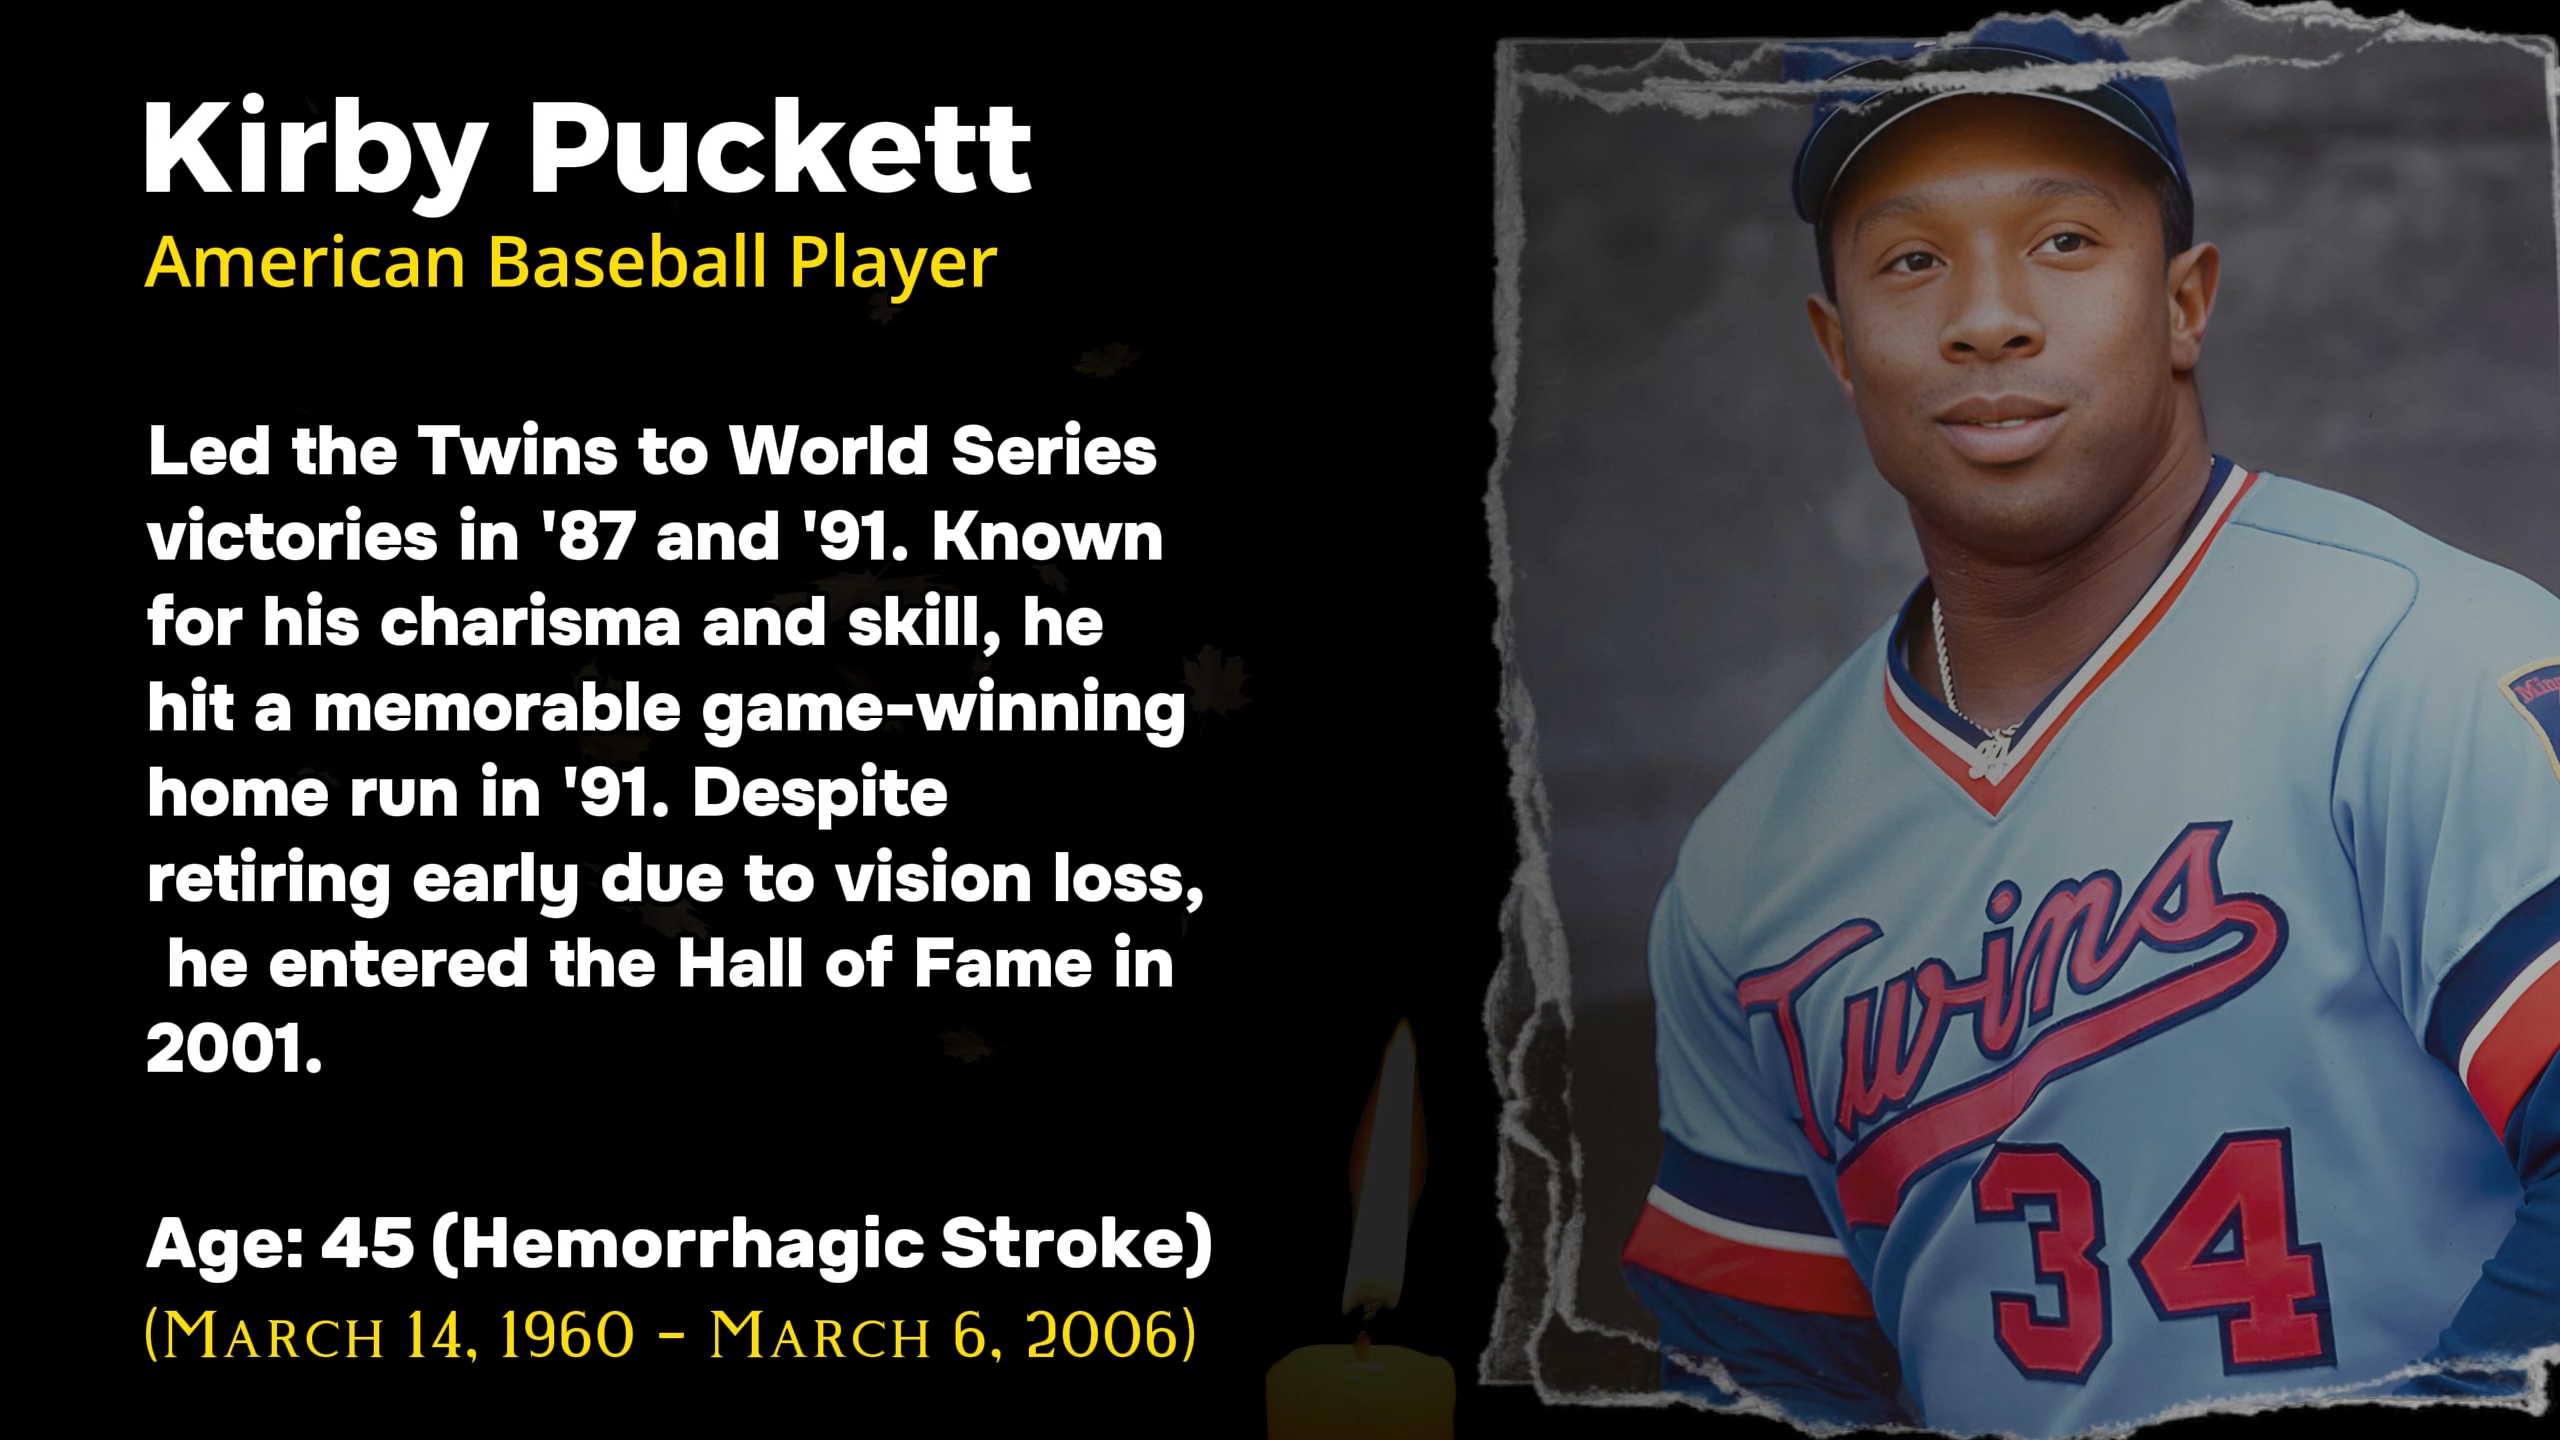 Kirby Puckett
American Baseball Player
Led the Twins to World Series
victories in '87 and '91. Known
for his charisma and skill, he
hit a memorable game-winning
home run in '91. Despite
retiring early due to vision loss,
he entered the Hall of Fame in
2001.
Age: 45 (Hemorrhagic Stroke)
(March 14, 1960 – March 6, 2006)
Twins
34